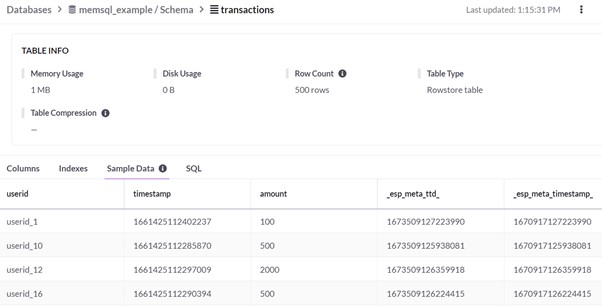 Databases > memsql_example / Schema > transactions Last updated: 1:15:31 PM
TABLE INFO
Memory Usage Disk Usage Row Count Table Type
1 MB 0 B 500 rows Rowstore table
Table Compression
—
Columns Indexes Sample Data SQL
userid timestamp amount _esp_meta_ttd_ _esp_meta_timestamp_
userid_1 1661425112402237 100 1673509127223990 1670917127223990
userid_10 1661425112285870 500 1673509125938081 1670917125938081
userid_12 1661425112297009 2000 1673509126359918 1670917126359918
userid_16 1661425112290394 500 1673509126224415 1670917126224415